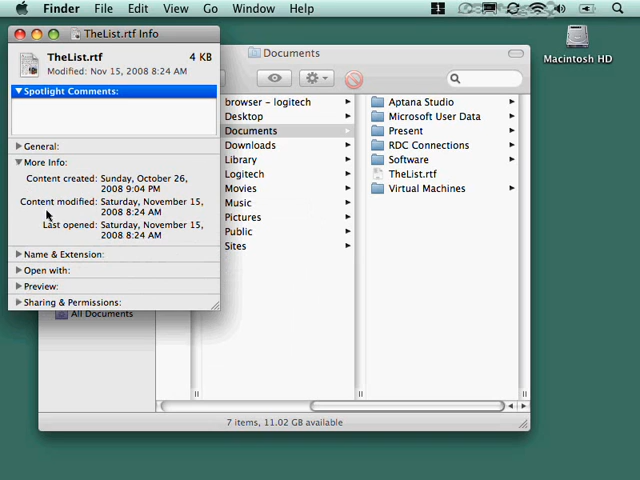 Finder File Edit View Go Window Help
TheList.rtf Info
TheList.rtf 4 KB
Modified: Nov 15, 2008 8:24 AM
Spotlight Comments:
General:
More Info:
Content created: Sunday, October 26,
2008 9:04 PM
Content modified: Saturday, November 15,
2008 8:24 AM
Last opened: Saturday, November 15,
2008 8:24 AM
Name & Extension:
Open with:
Preview:
Sharing & Permissions:
All Documents
Documents
browser - logitech
Desktop
Documents
Downloads
Library
Logitech
Movies
Music
Pictures
Public
Sites
Aptana Studio
Microsoft User Data
Present
RDC Connections
Software
TheList.rtf
Virtual Machines
7 items, 11.02 GB available
Macintosh HD